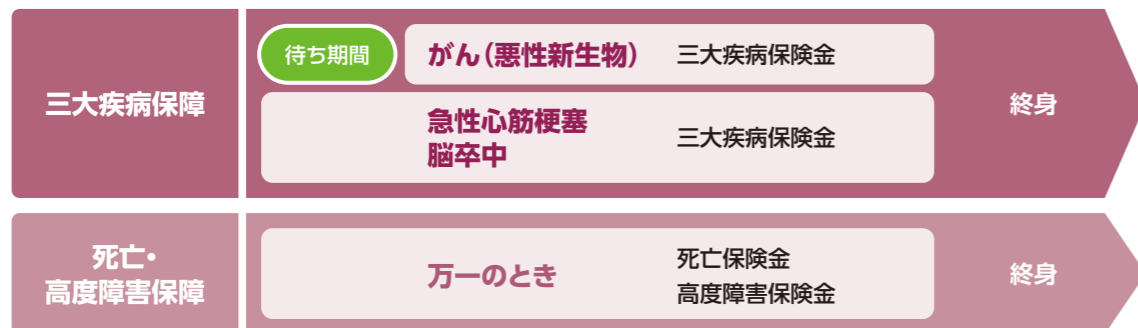 三大疾病保障
待ち期間
がん（悪性新生物）
三大疾病保険金
急性心筋梗塞
脳卒中
三大疾病保険金
終身
死亡・
高度障害保障
万一のとき
死亡保険金
高度障害保険金
終身